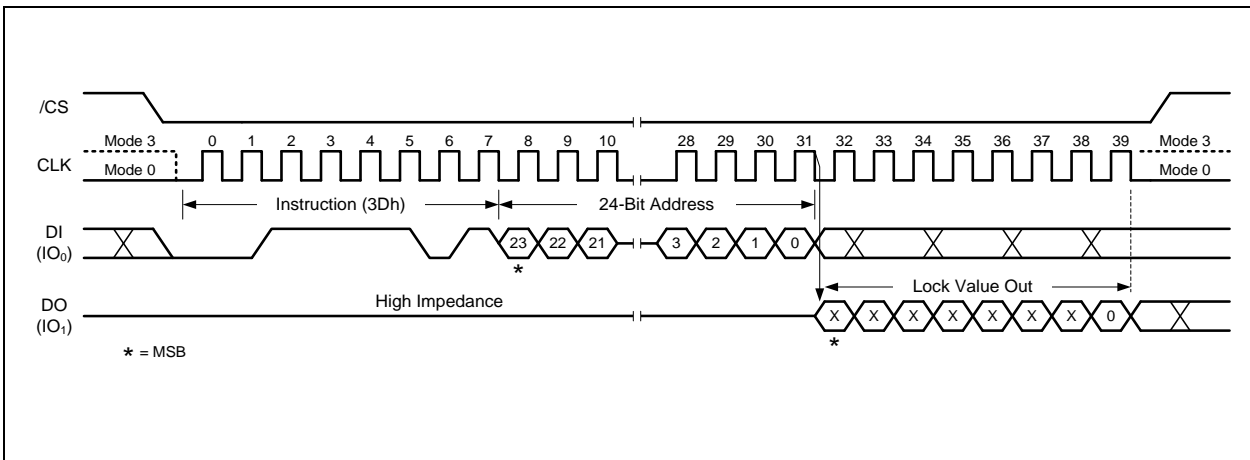 /CS
Mode 3 0 1 2 3 4 5 6 7 8 9 10 28 29 30 31 32 33 34 35 36 37 38 39 Mode 3
CLK Mode 0 Mode 0
Instruction (3Dh) 24-Bit Address
DI
(IO₀)
23 22 21 3 2 1 0
*
Lock Value Out
High Impedance
DO
(IO₁)
X X X X X X X 0
*
* = MSB